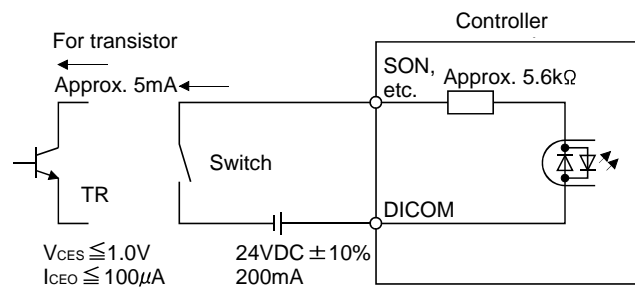 Controller
For transistor
Approx. 5mA
SON,
etc.
Approx. 5.6kΩ
Switch
TR
DICOM
VCES ≦1.0V
ICEO ≦ 100μA
24VDC ± 10%
200mA